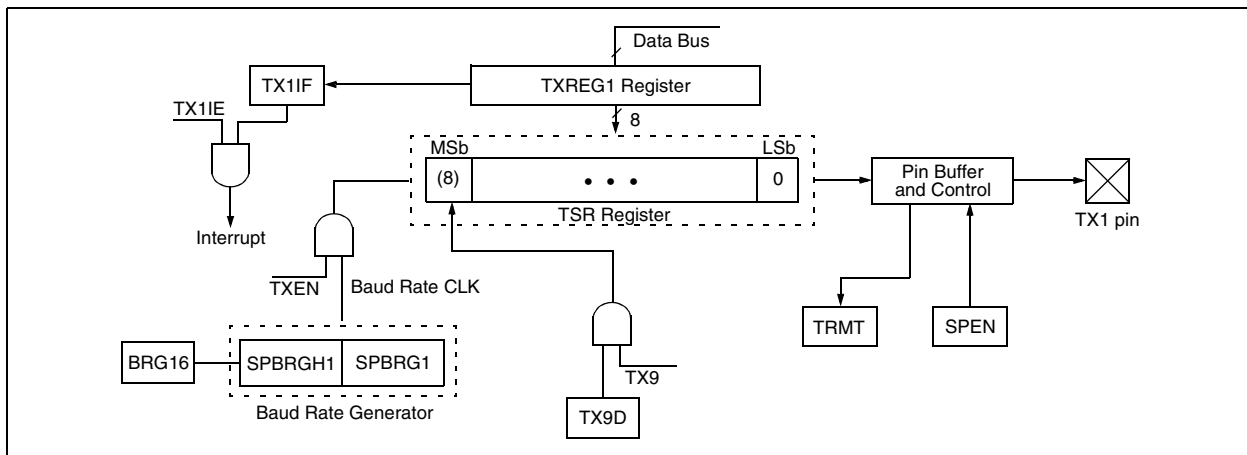 Data Bus
TX1IF
TXREG1 Register
TX1IE
8
MSb
LSb
(8)
• • •
0
Pin Buffer
and Control
TSR Register
TX1 pin
Interrupt
TXEN
Baud Rate CLK
TRMT
SPEN
BRG16
SPBRGH1
SPBRG1
TX9
Baud Rate Generator
TX9D